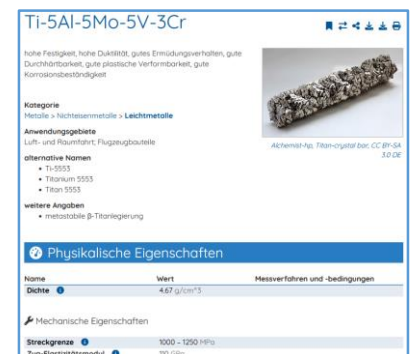 Ti-5Al-5Mo-5V-3Cr
hohe Festigkeit, hohe Duktilität, gutes Ermüdungsverhalten, gute
Durchhärtbarkeit, gute plastische Verformbarkeit, gute
Korrosionsbeständigkeit
Kategorie
Metalle > Nichteisenmetalle > Leichtmetalle
Anwendungsgebiete
Luft- und Raumfahrt; Flugzeugbauteile
alternative Namen
• Ti-5553
• Titanium 5553
• Titan 5553
weitere Angaben
• metastabile β-Titanlegierung
Alchemist-hp, Titan-crystal bar, CC BY-SA
3.0 DE
Physikalische Eigenschaften
Name Wert Messverfahren und -bedingungen
Dichte 4.67 g/cm^3
Mechanische Eigenschaften
Streckgrenze 1000 – 1250 MPa
Zug-Elastizitätsmodul GPa